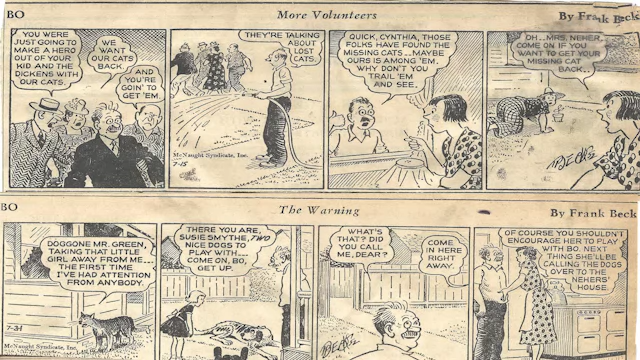 BO
More Volunteers
By Frank Beck
YOU WERE
JUST GOING TO
MAKE A HERO
OUT OF YOUR
KID AND THE
DICKENS WITH
OUR CATS.
WE
WANT
OUR CATS
BACK.
AND
YOU'RE
GOIN' TO
GET 'EM
THEY'RE TALKING
ABOUT
LOST
CATS.
McNaught Syndicate, Inc.
7-15
QUICK, CYNTHIA, THOSE
FOLKS HAVE FOUND THE
MISSING CATS---MAYBE
OURS IS AMONG 'EM.
WHY DON'T YOU
TRAIL 'EM
AND SEE.
OH--MRS. NEHER,
COME ON IF YOU
WANT TO GET YOUR
MISSING CAT
BACK--
F. BECK
BO
The Warning
By Frank Beck
DOGGONE MR. GREEN,
TAKING THAT LITTLE
GIRL AWAY FROM ME---
THE FIRST TIME
I'VE HAD ATTENTION
FROM ANYBODY.
7-31
McNaught Syndicate, Inc.
THERE YOU ARE,
SUSIE SMYTHE, TWO
NICE DOGS TO
PLAY WITH---
COME ON, BO,
GET UP.
WHAT'S
THAT? DID
YOU CALL
ME, DEAR?
COME
IN HERE
RIGHT
AWAY.
F. BECK
OF COURSE YOU SHOULDN'T
ENCOURAGE HER TO PLAY
WITH BO. NEXT
THING SHE'LL BE
CALLING THE DOGS
OVER TO THE
NEHERS'
HOUSE.